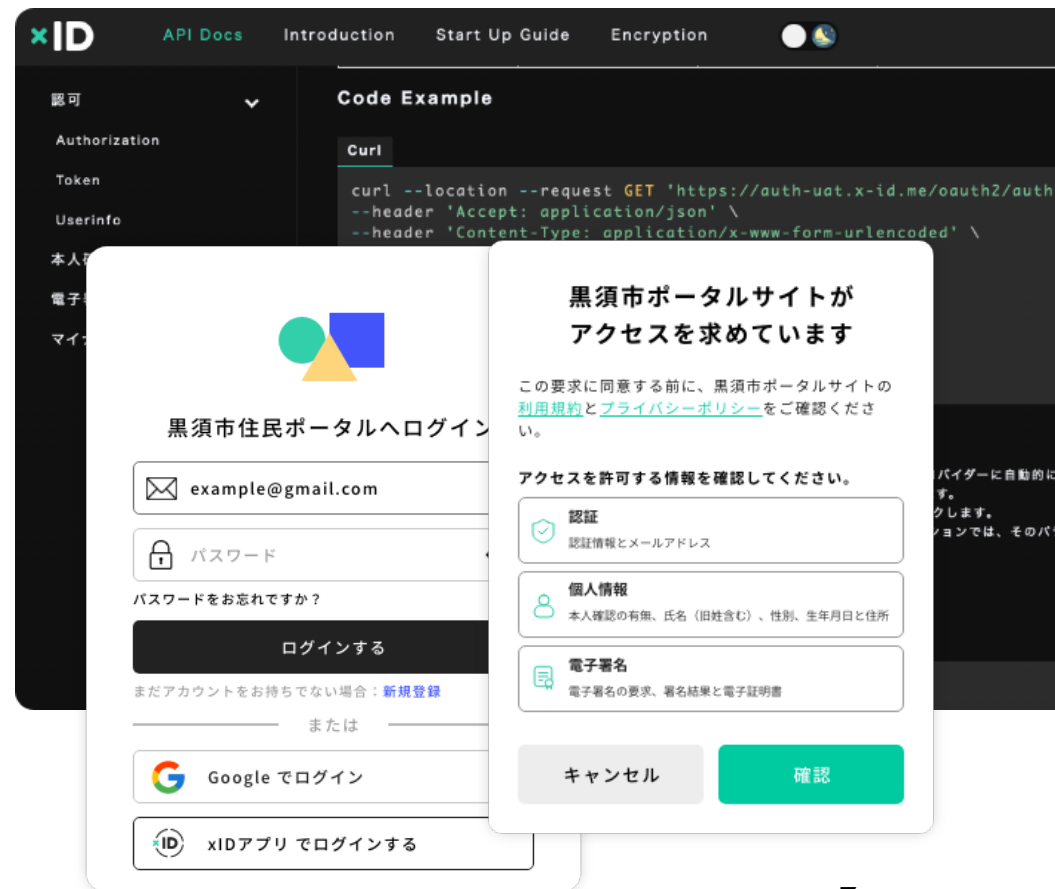 xID
API Docs
Introduction
Start Up Guide
Encryption
認可
Authorization
Token
Userinfo
本人
電子
マイ
Code Example
Curl
curl --location --request GET 'https://auth-uat.x-id.me/oauth2/auth
--header 'Accept: application/json' \
--header 'Content-Type: application/x-www-form-urlencoded' \
バイダーに自動的に
す。
クします。
ションでは、そのパ
黒須市住民ポータルへログイン
example@gmail.com
パスワード
パスワードをお忘れですか？
ログインする
まだアカウントをお持ちでない場合：新規登録
または
Google でログイン
xID
xIDアプリ でログインする
黒須市ポータルサイトが
アクセスを求めています
この要求に同意する前に、黒須市ポータルサイトの
利用規約とプライバシーポリシーをご確認くださ
い。
アクセスを許可する情報を確認してください。
認証
認証情報とメールアドレス
個人情報
本人確認の有無、氏名（旧姓含む）、性別、生年月日と住所
電子署名
電子署名の要求、署名結果と電子証明書
キャンセル
確認